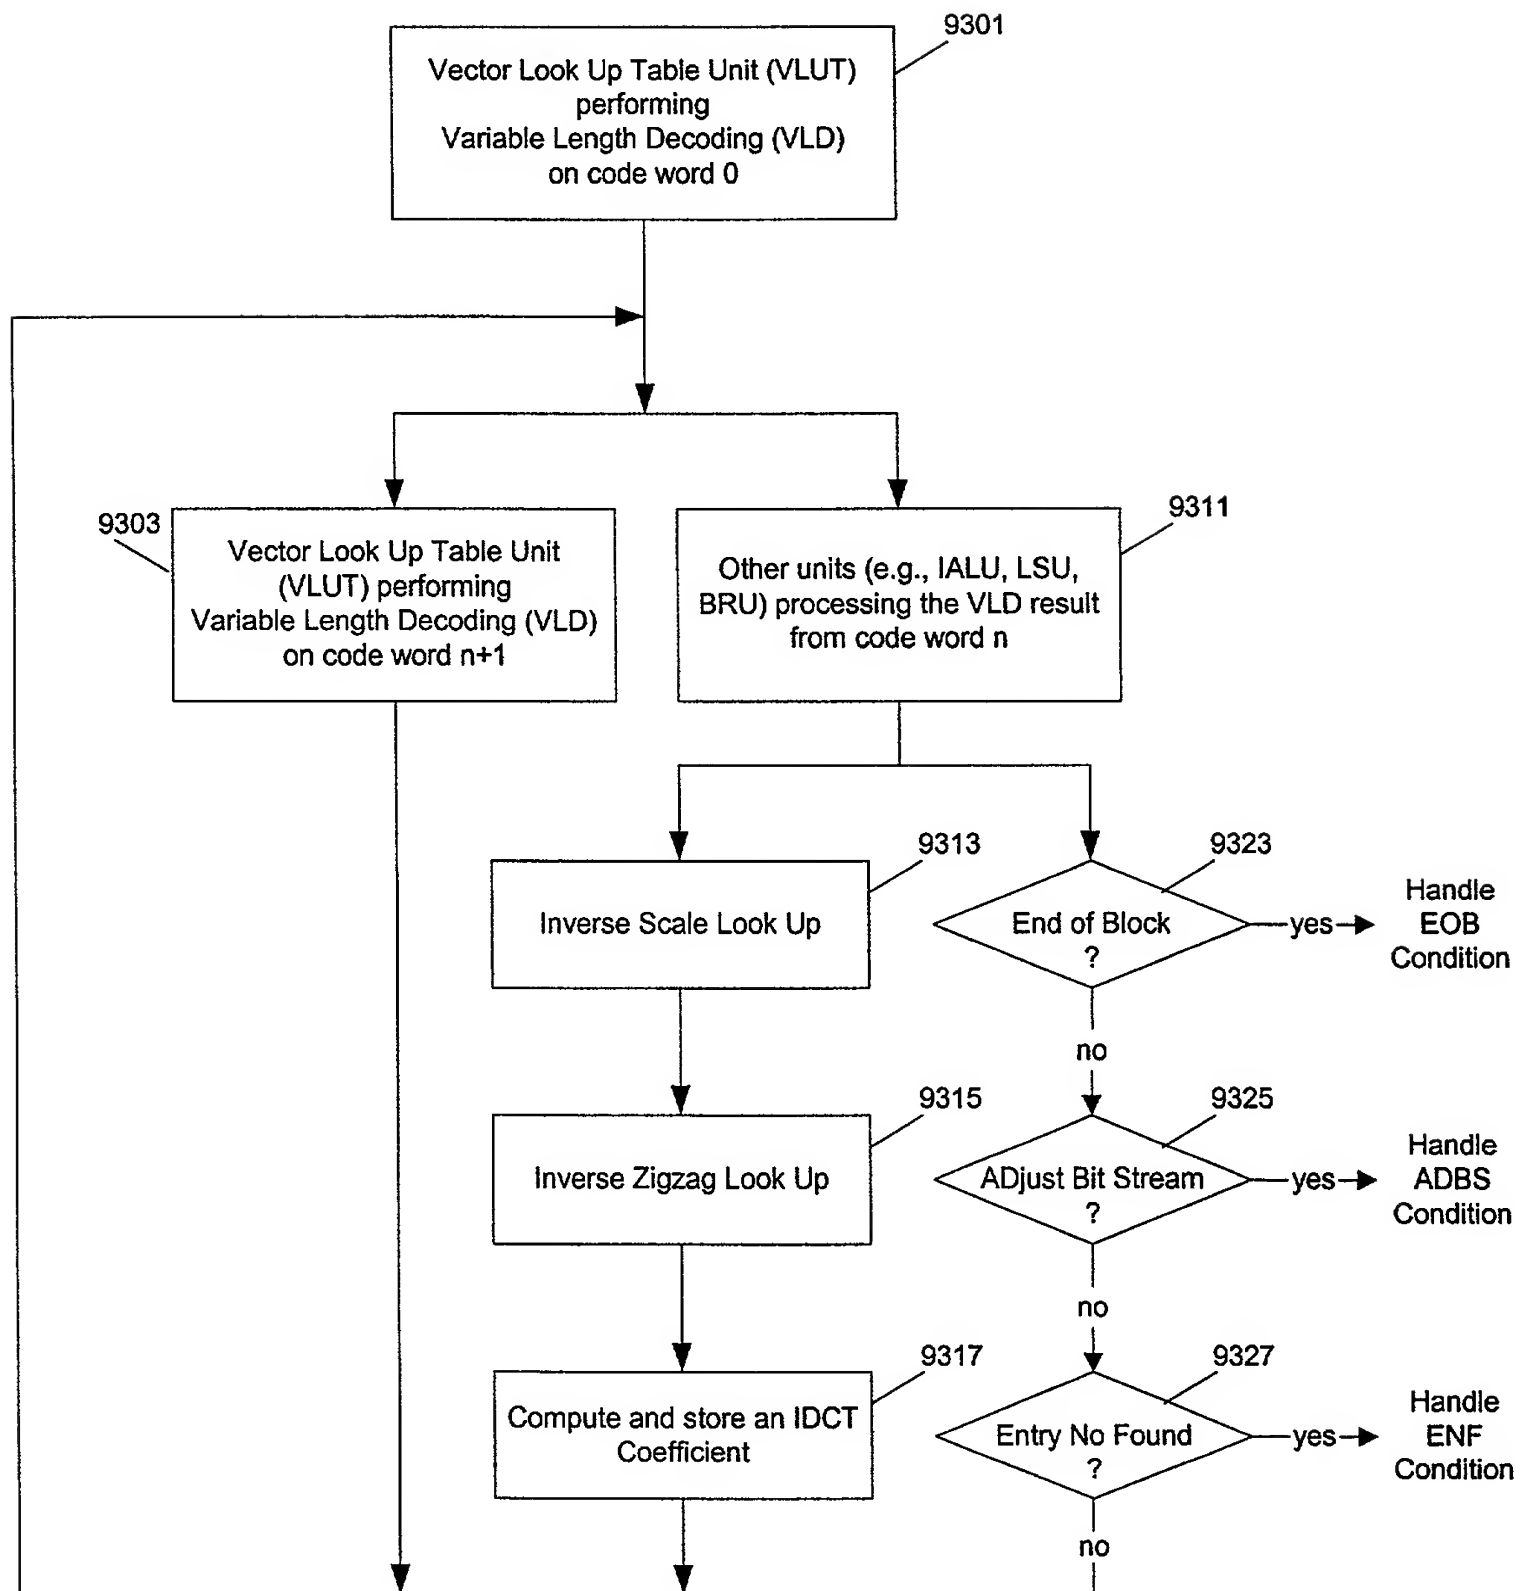 9301
Vector Look Up Table Unit (VLUT)
performing
Variable Length Decoding (VLD)
on code word 0
9303
Vector Look Up Table Unit
(VLUT) performing
Variable Length Decoding (VLD)
on code word n+1
9311
Other units (e.g., IALU, LSU,
BRU) processing the VLD result
from code word n
9313
Inverse Scale Look Up
9323
End of Block
?
yes
Handle
EOB
Condition
no
9315
Inverse Zigzag Look Up
9325
ADjust Bit Stream
?
yes
Handle
ADBS
Condition
no
9317
Compute and store an IDCT
Coefficient
9327
Entry No Found
?
yes
Handle
ENF
Condition
no